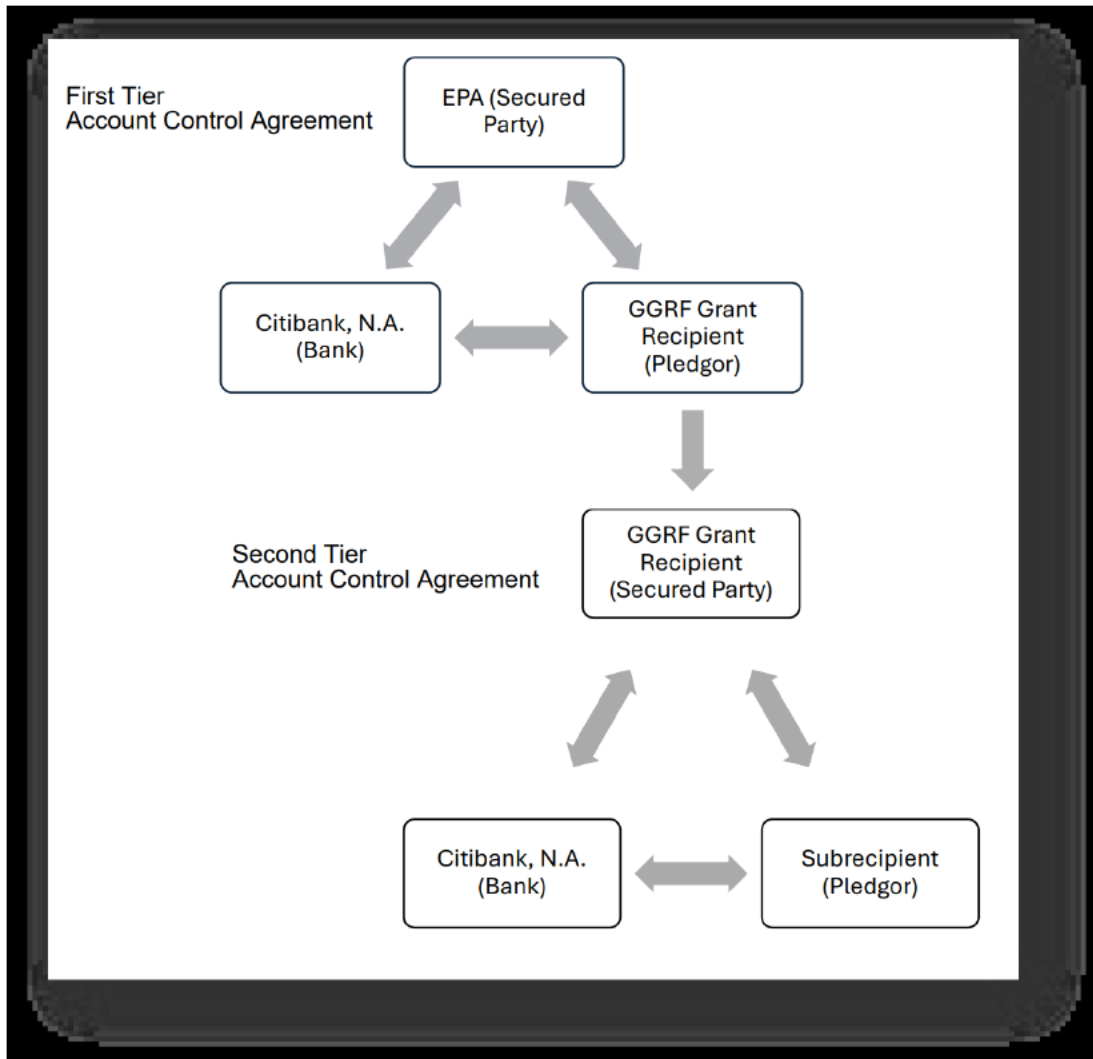 First Tier
Account Control Agreement
EPA (Secured
Party)
Citibank, N.A.
(Bank)
GGRF Grant
Recipient
(Pledgor)
Second Tier
Account Control Agreement
GGRF Grant
Recipient
(Secured Party)
Citibank, N.A.
(Bank)
Subrecipient
(Pledgor)